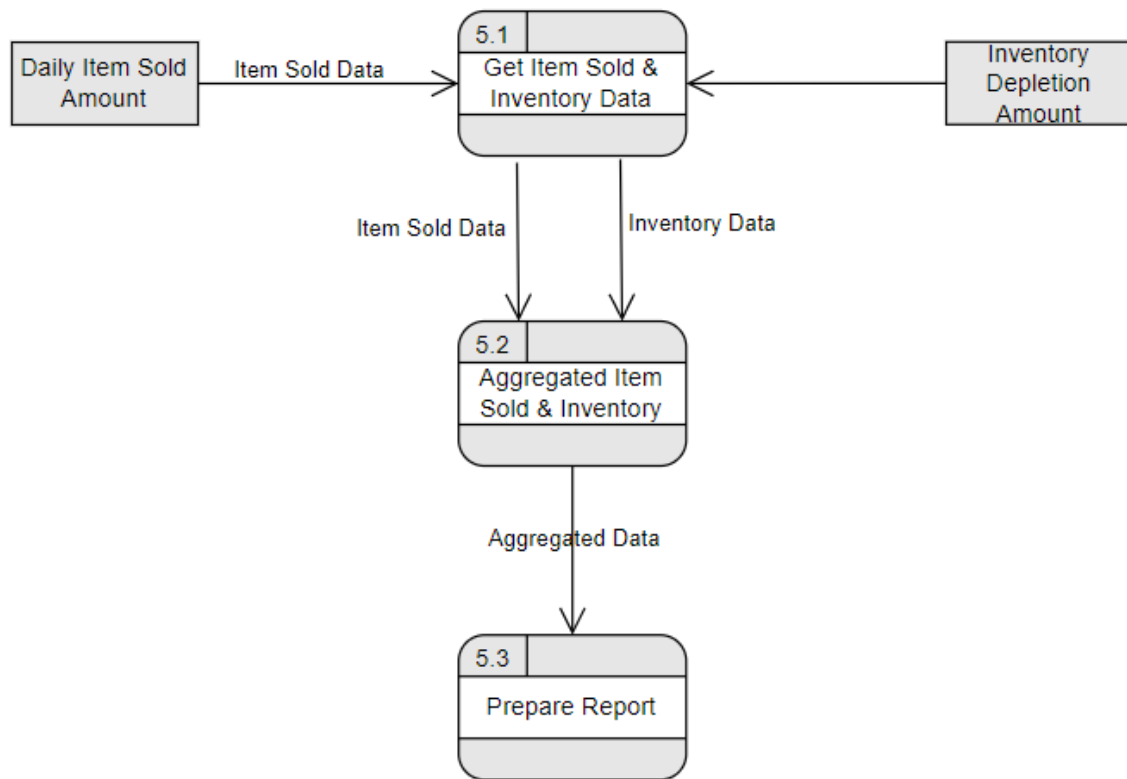 5.1
Daily Item Sold
Amount
Item Sold Data
Get Item Sold &
Inventory Data
Inventory
Depletion
Amount
Item Sold Data
Inventory Data
5.2
Aggregated Item
Sold & Inventory
Aggregated Data
5.3
Prepare Report